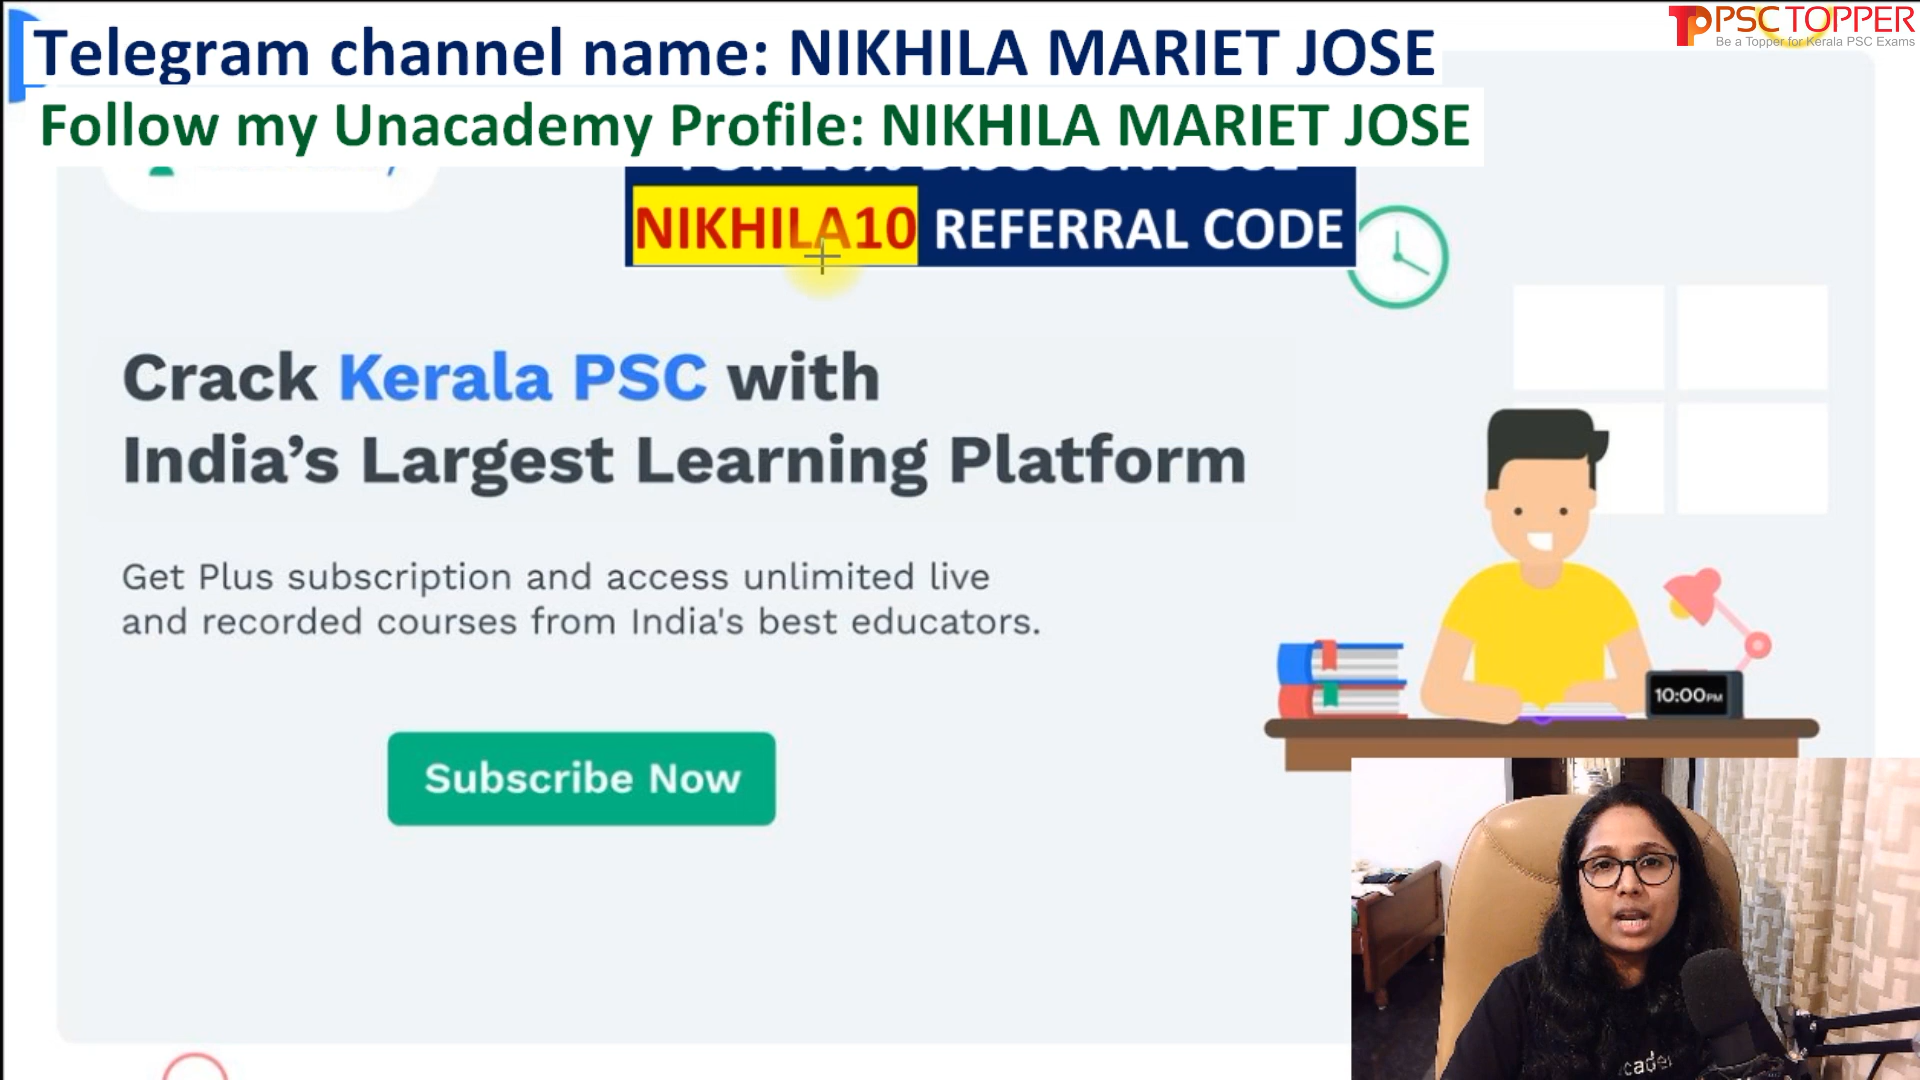 Telegram channel name: NIKHILA MARIET JOSE
PSC TOPPER
Be a Topper for Kerala PSC Exams
Follow my Unacademy Profile: NIKHILA MARIET JOSE
NIKHILA10 REFERRAL CODE
Crack Kerala PSC with
India's Largest Learning Platform
Get Plus subscription and access unlimited live
and recorded courses from India's best educators.
10:00PM
Subscribe Now